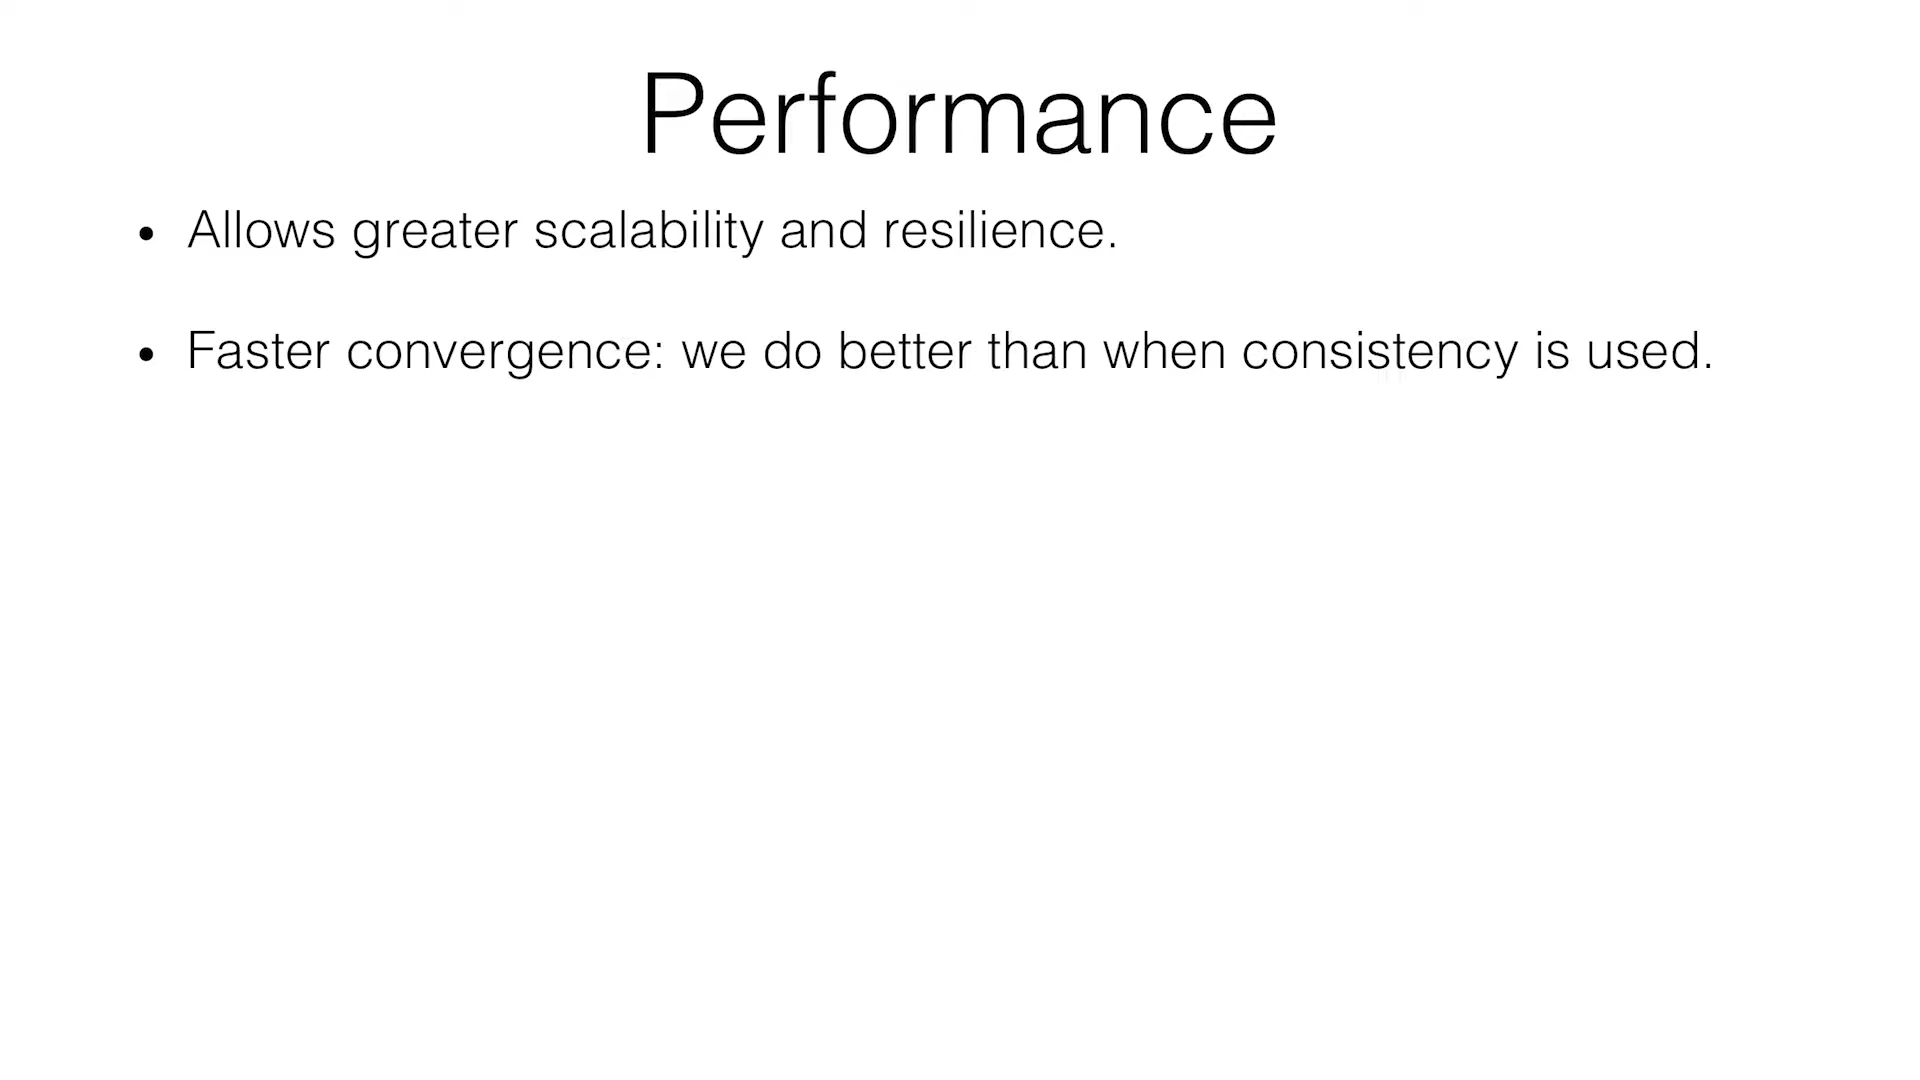 Performance
• Allows greater scalability and resilience.
• Faster convergence: we do better than when consistency is used.